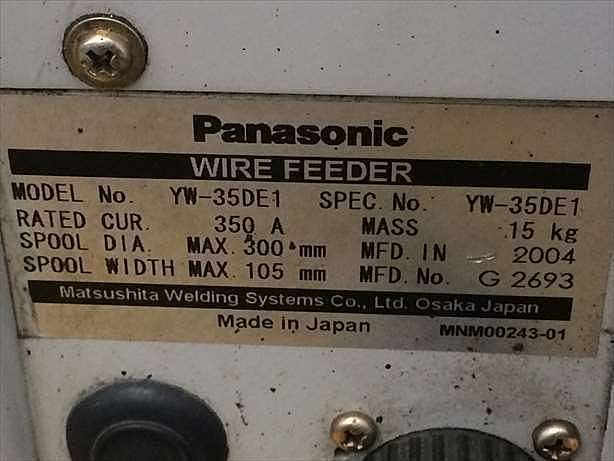 Panasonic
WIRE FEEDER
MODEL No. YW-35DE1 SPEC. No. YW-35DE1
RATED CUR. 350 A MASS 15 kg
SPOOL DIA. MAX. 300 mm MFD. IN 2004
SPOOL WIDTH MAX. 105 mm MFD. No. G 2693
Matsushita Welding Systems Co., Ltd. Osaka Japan
Made in Japan MNM00243-01